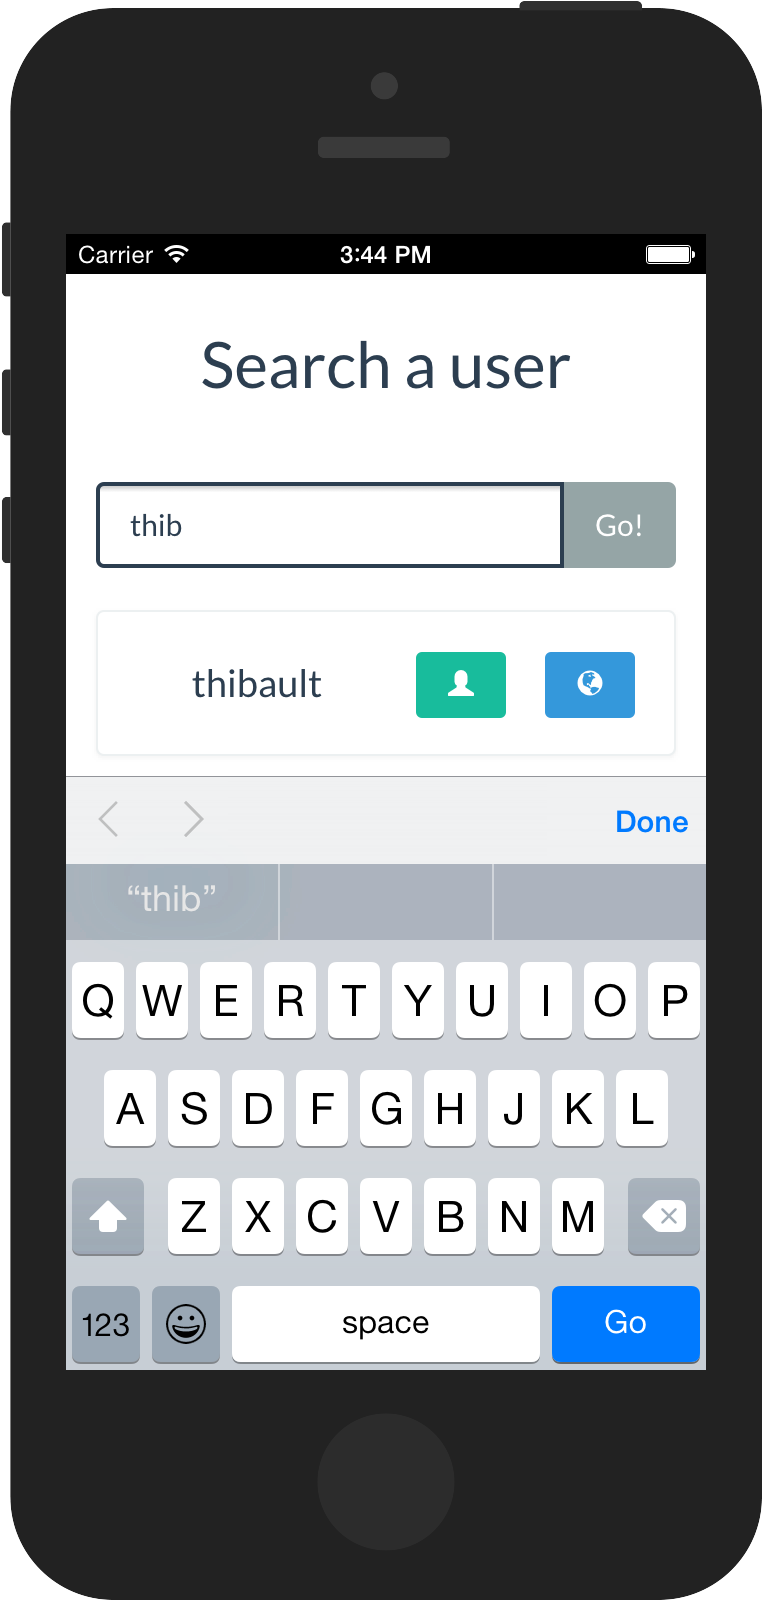 Carrier 3:44 PM
Search a user
thib Go!
thibault
Done
“thib”
Q W E R T Y U I O P
A S D F G H J K L
Z X C V B N M
123 space Go